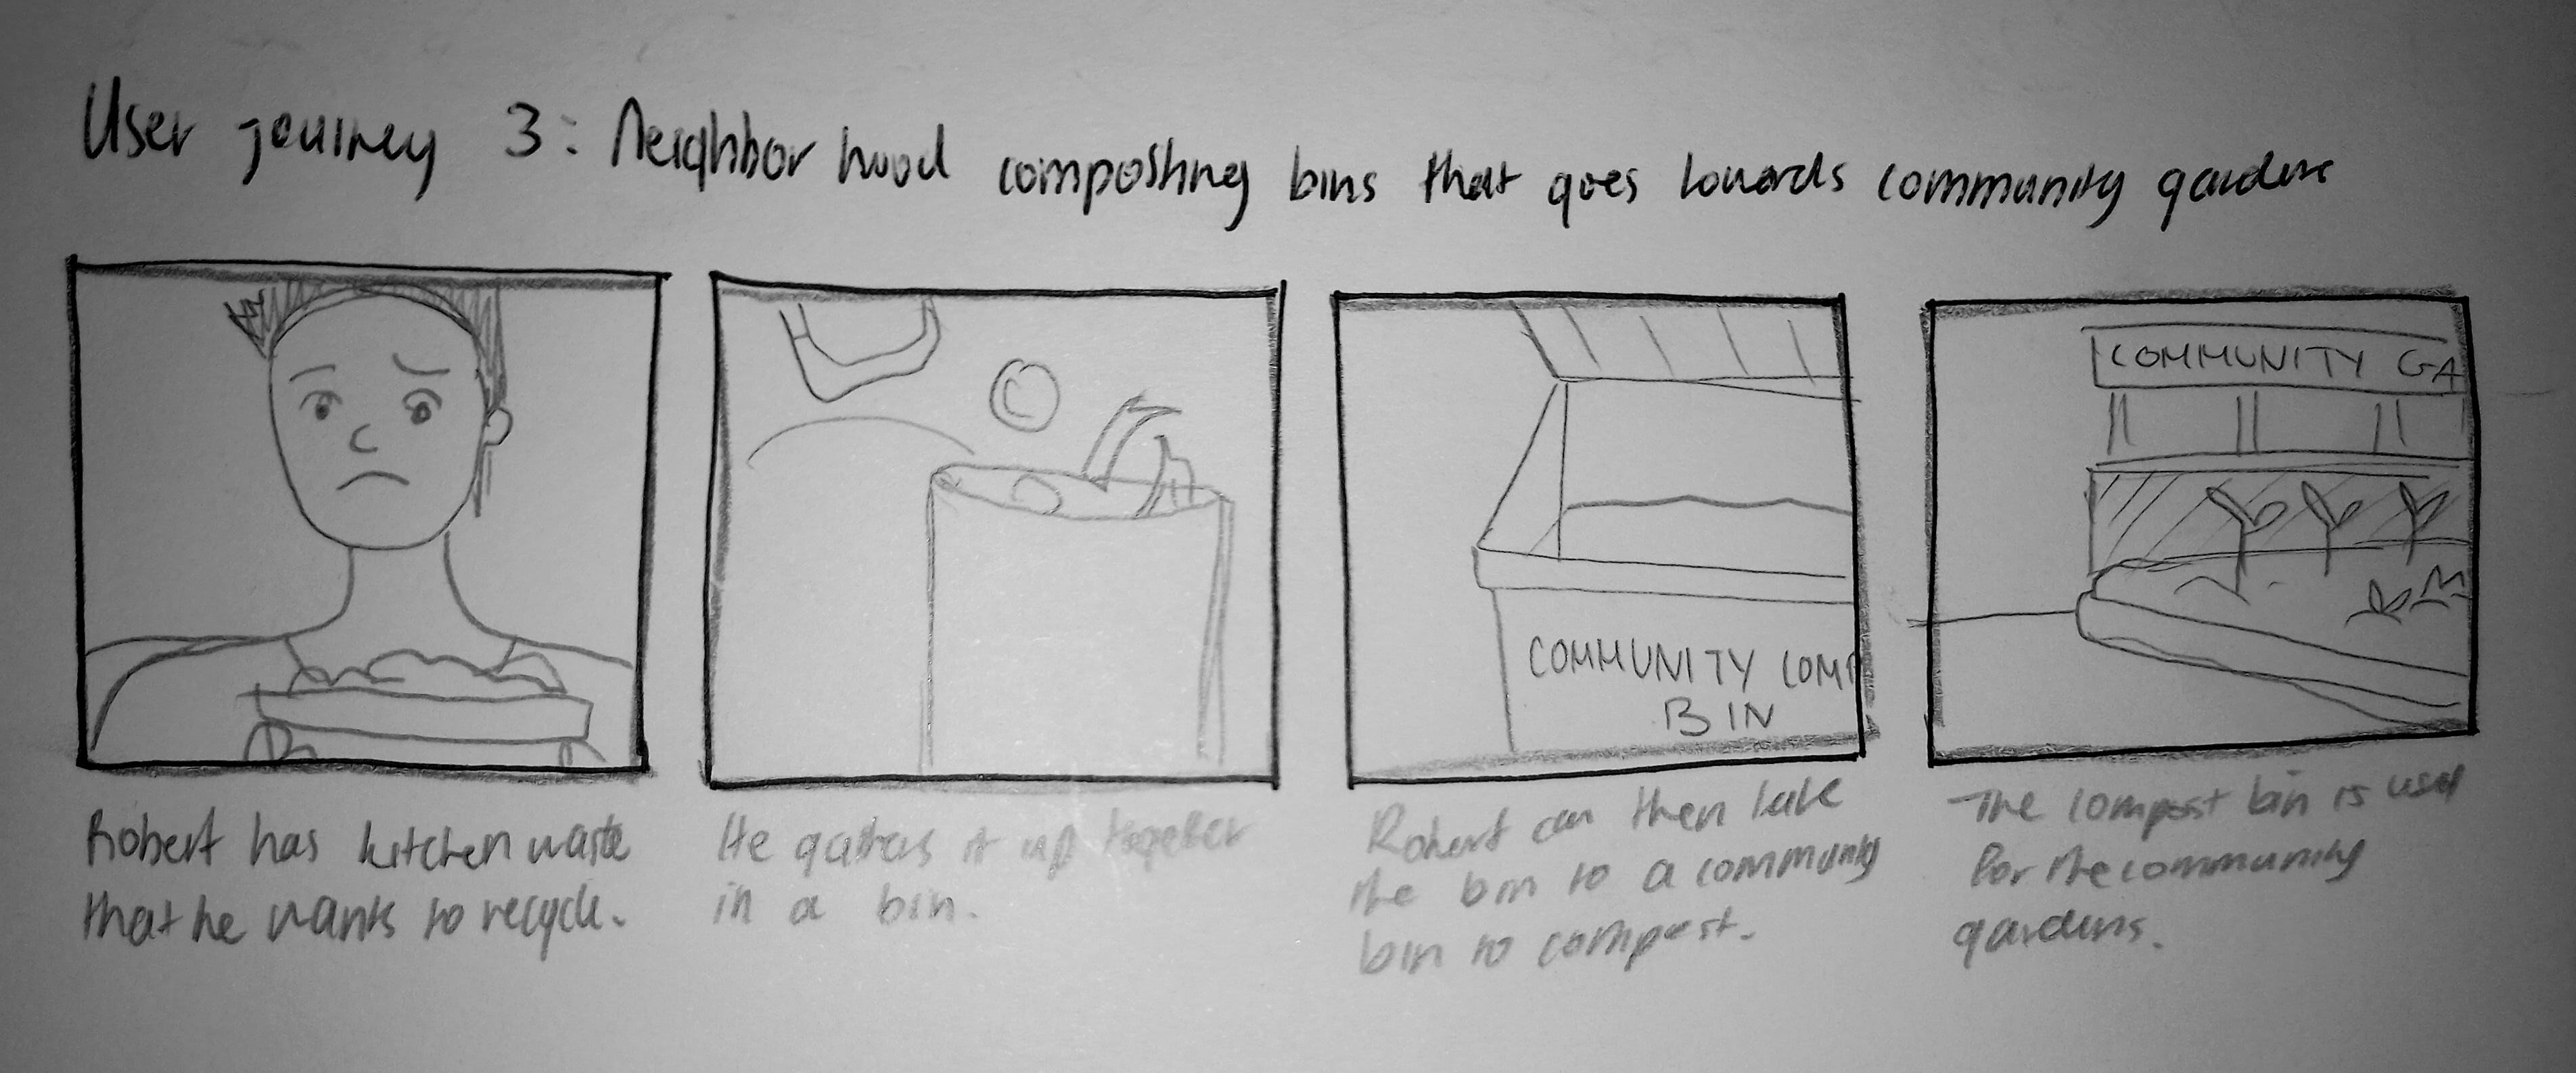 User journey 3: Neighborhood composting bins that goes towards community gardens
COMMUNITY GA
COMMUNITY COMP
BIN
Robert has kitchen waste
that he wants to recycle.
He gathers it up together
in a bin.
Robert can then take
the bin to a community
bin to compost.
The compost bin is used
for the community
gardens.